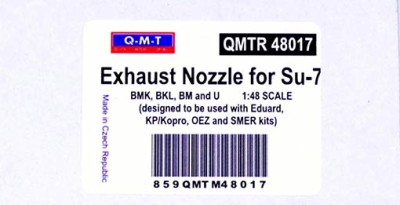 Q-M-T
QMTR 48017
Exhaust Nozzle for Su-7
BMK, BKL, BM and U 1:48 SCALE
(designed to be used with Eduard,
KP/Kopro, OEZ and SMER kits)
Made in Czech Republic
859QMTM48017